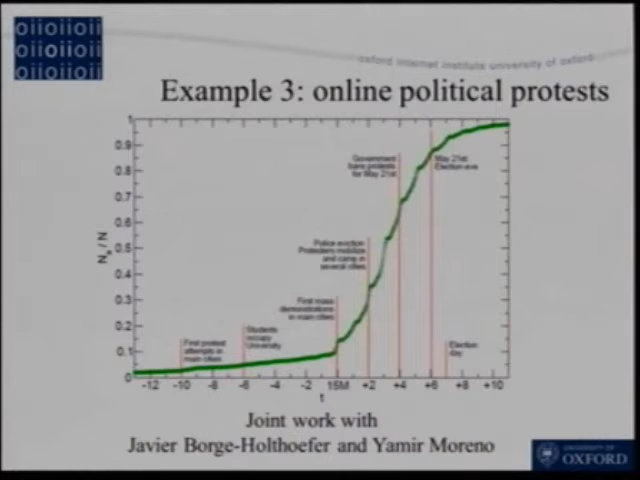 oiioiioii
oiioiioii
oiioiioii
oxford internet institute university of oxford
Example 3: online political protests
1
0.9
0.8
0.7
0.6
0.5
0.4
0.3
0.2
0.1
0
Na / N
Government
bans protests
for May 21st
May 21st
Election eve
Police eviction
Protesters mobilize
and camp in
several cities
First mass
demonstrations
in main cities
Students
occupy
University
First protest
attempts in
main cities
Election
day
-12 -10 -8 -6 -4 -2 15M +2 +4 +6 +8 +10
t
Joint work with
Javier Borge-Holthoefer and Yamir Moreno
UNIVERSITY OF
OXFORD